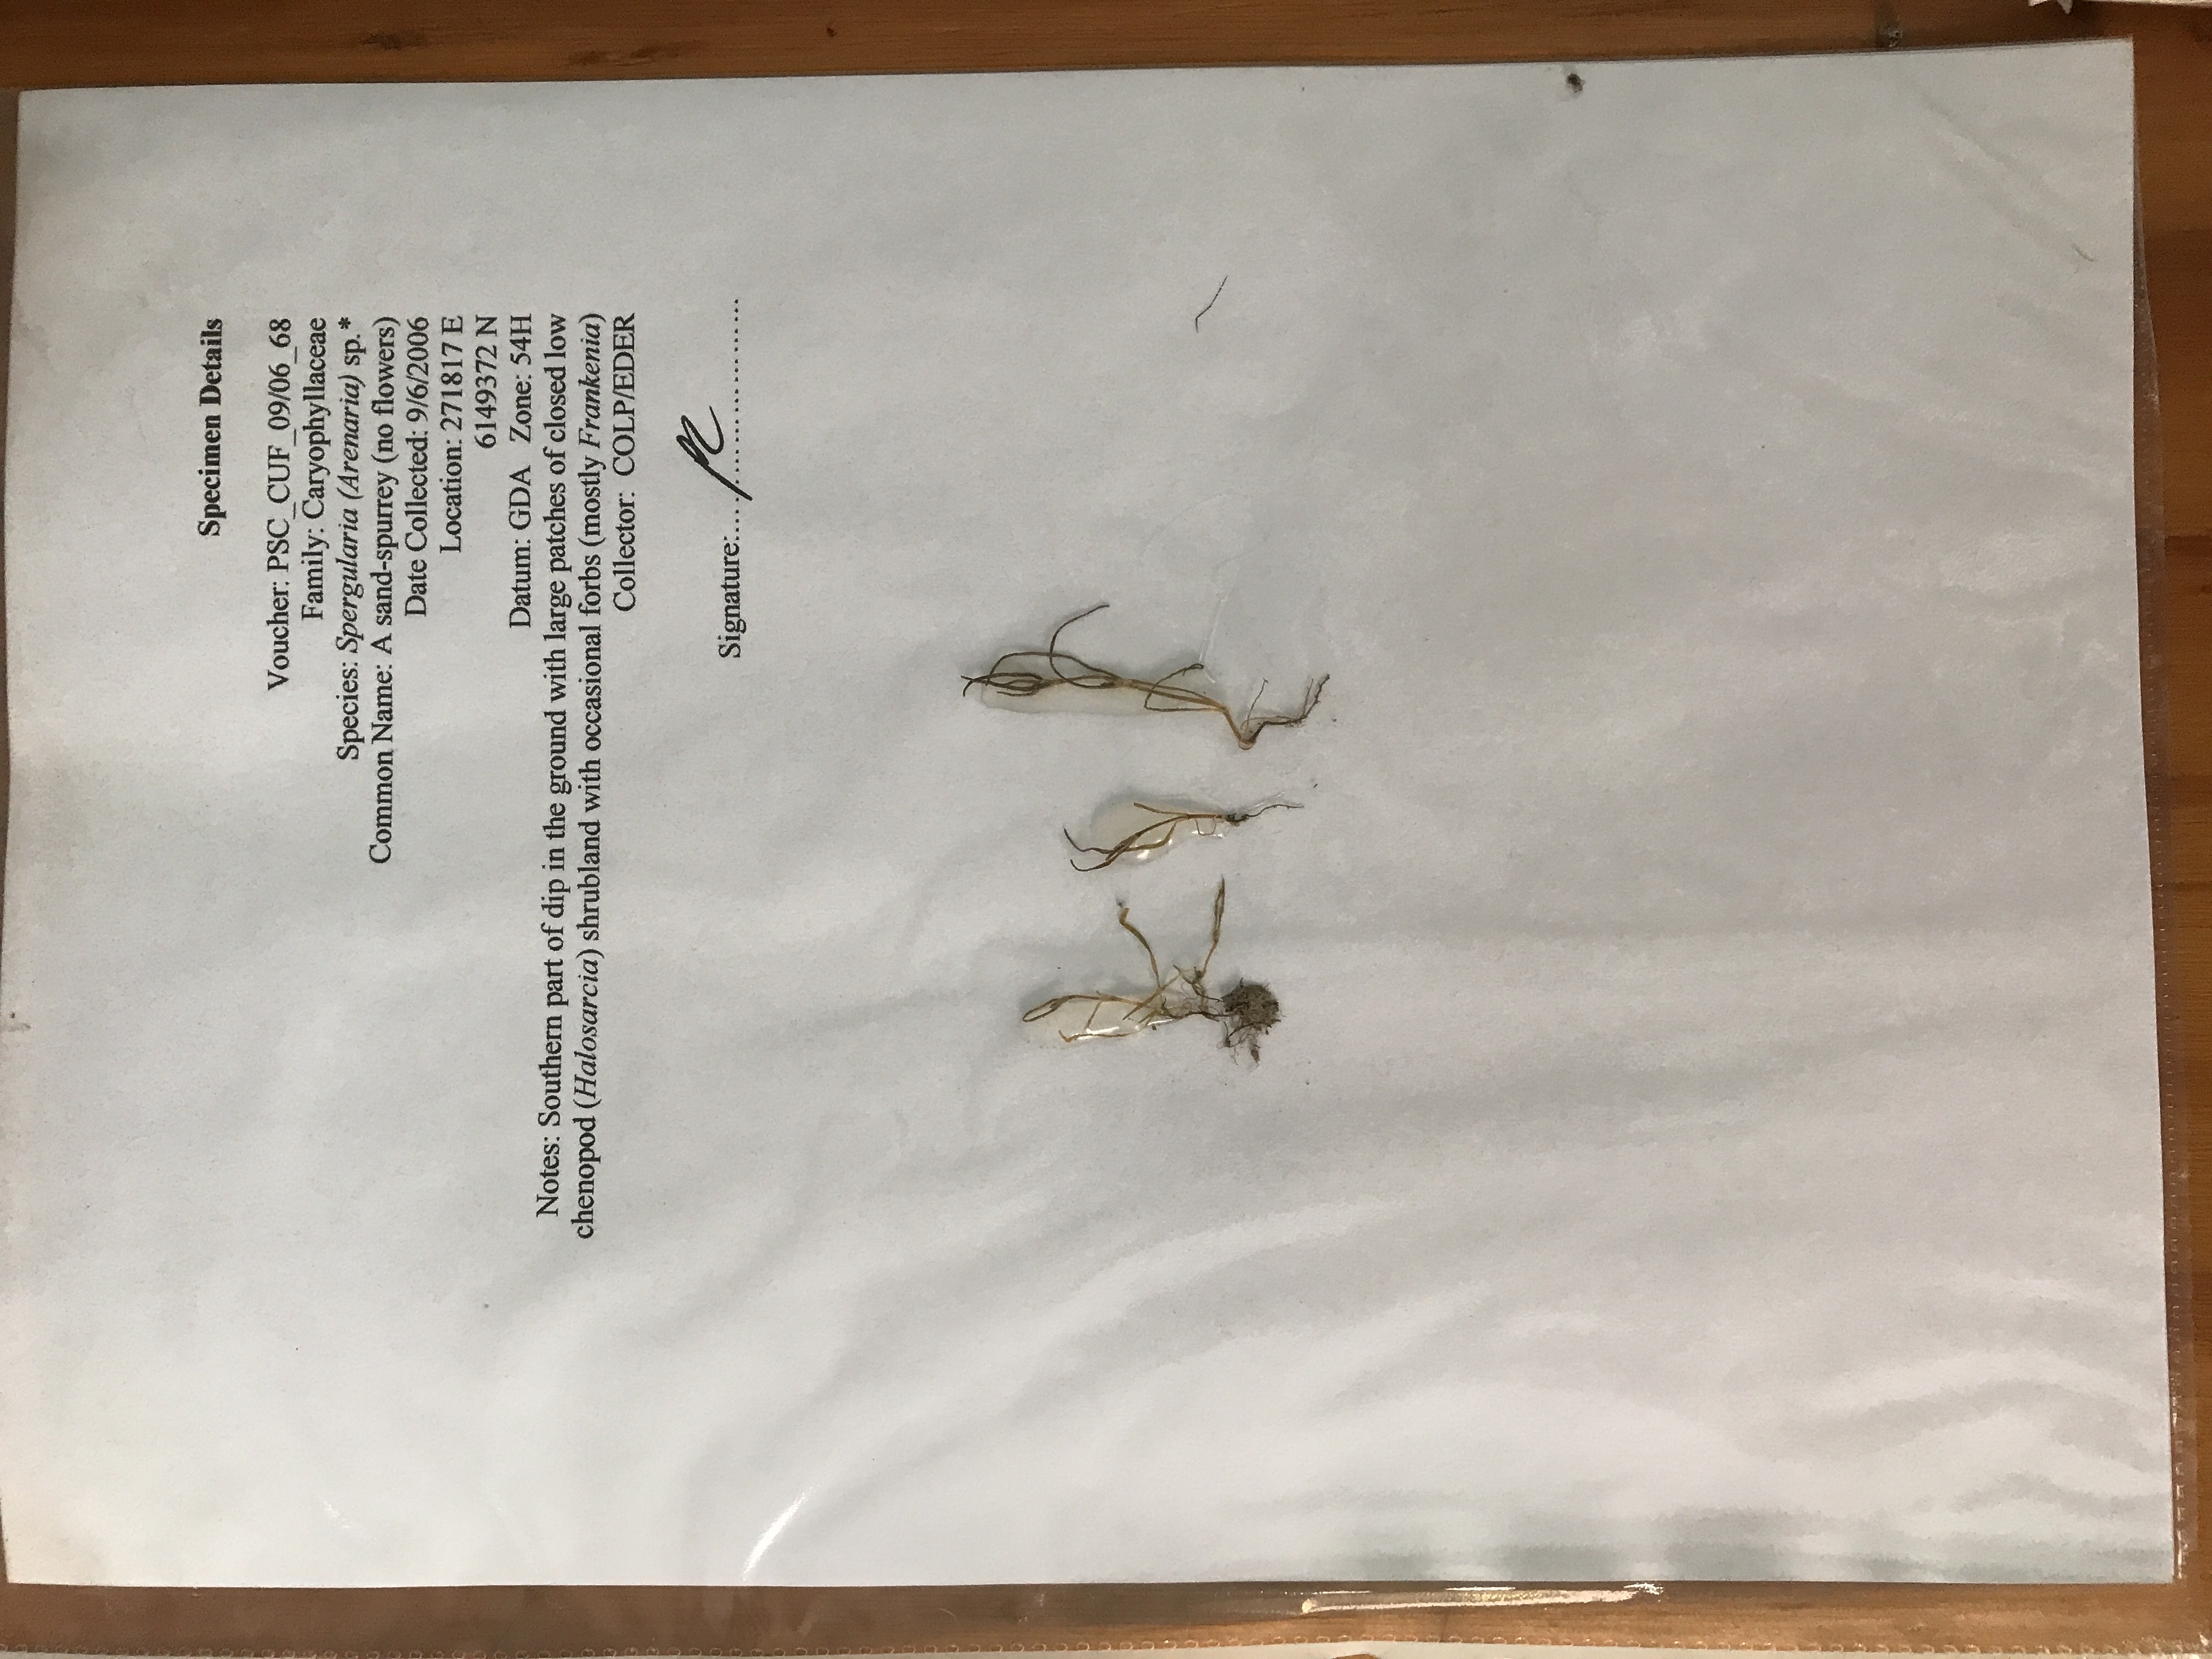 Specimen Details
Voucher: PSC_CUF_09/06_68
Family: Caryophyllaceae
Species: Spergularia (Arenaria) sp.*
Common Name: A sand-spurrey (no flowers)
Date Collected: 9/6/2006
Location: 271817 E
6149372 N
Datum: GDA Zone: 54H
Notes: Southern part of dip in the ground with large patches of closed low
chenopod (Halosarcia) shrubland with occasional forbs (mostly Frankenia)
Collector: COLP/EDER
Signature:........................